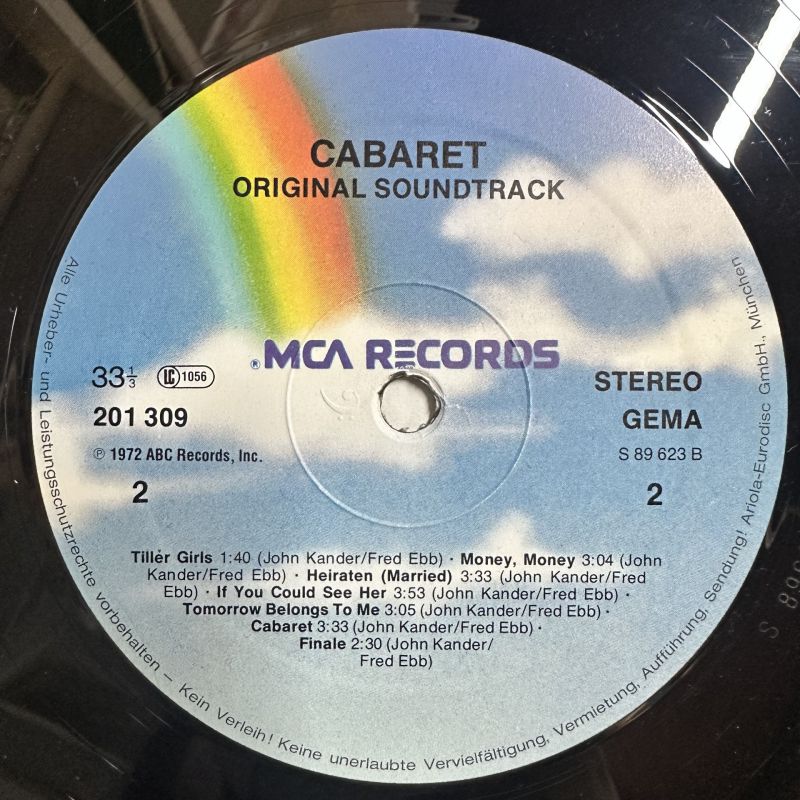 CABARET
ORIGINAL SOUNDTRACK
® MCA RECORDS
33 1/3 LC 1056
STEREO
201 309
GEMA
℗ 1972 ABC Records, Inc.
S 89 623 B
2
2
Tiller Girls 1:40 (John Kander/Fred Ebb) · Money, Money 3:04 (John
Kander/Fred Ebb) · Heiraten (Married) 3:33 (John Kander/Fred
Ebb) · If You Could See Her 3:53 (John Kander/Fred Ebb) ·
Tomorrow Belongs To Me 3:05 (John Kander/Fred Ebb) ·
Cabaret 3:33 (John Kander/Fred Ebb) ·
Finale 2:30 (John Kander/
Fred Ebb)
Alle Urheber- und Leistungsschutzrechte vorbehalten – Kein Verleih! Keine unerlaubte Vervielfältigung, Vermietung, Aufführung, Sendung! Ariola-Eurodisc GmbH., München